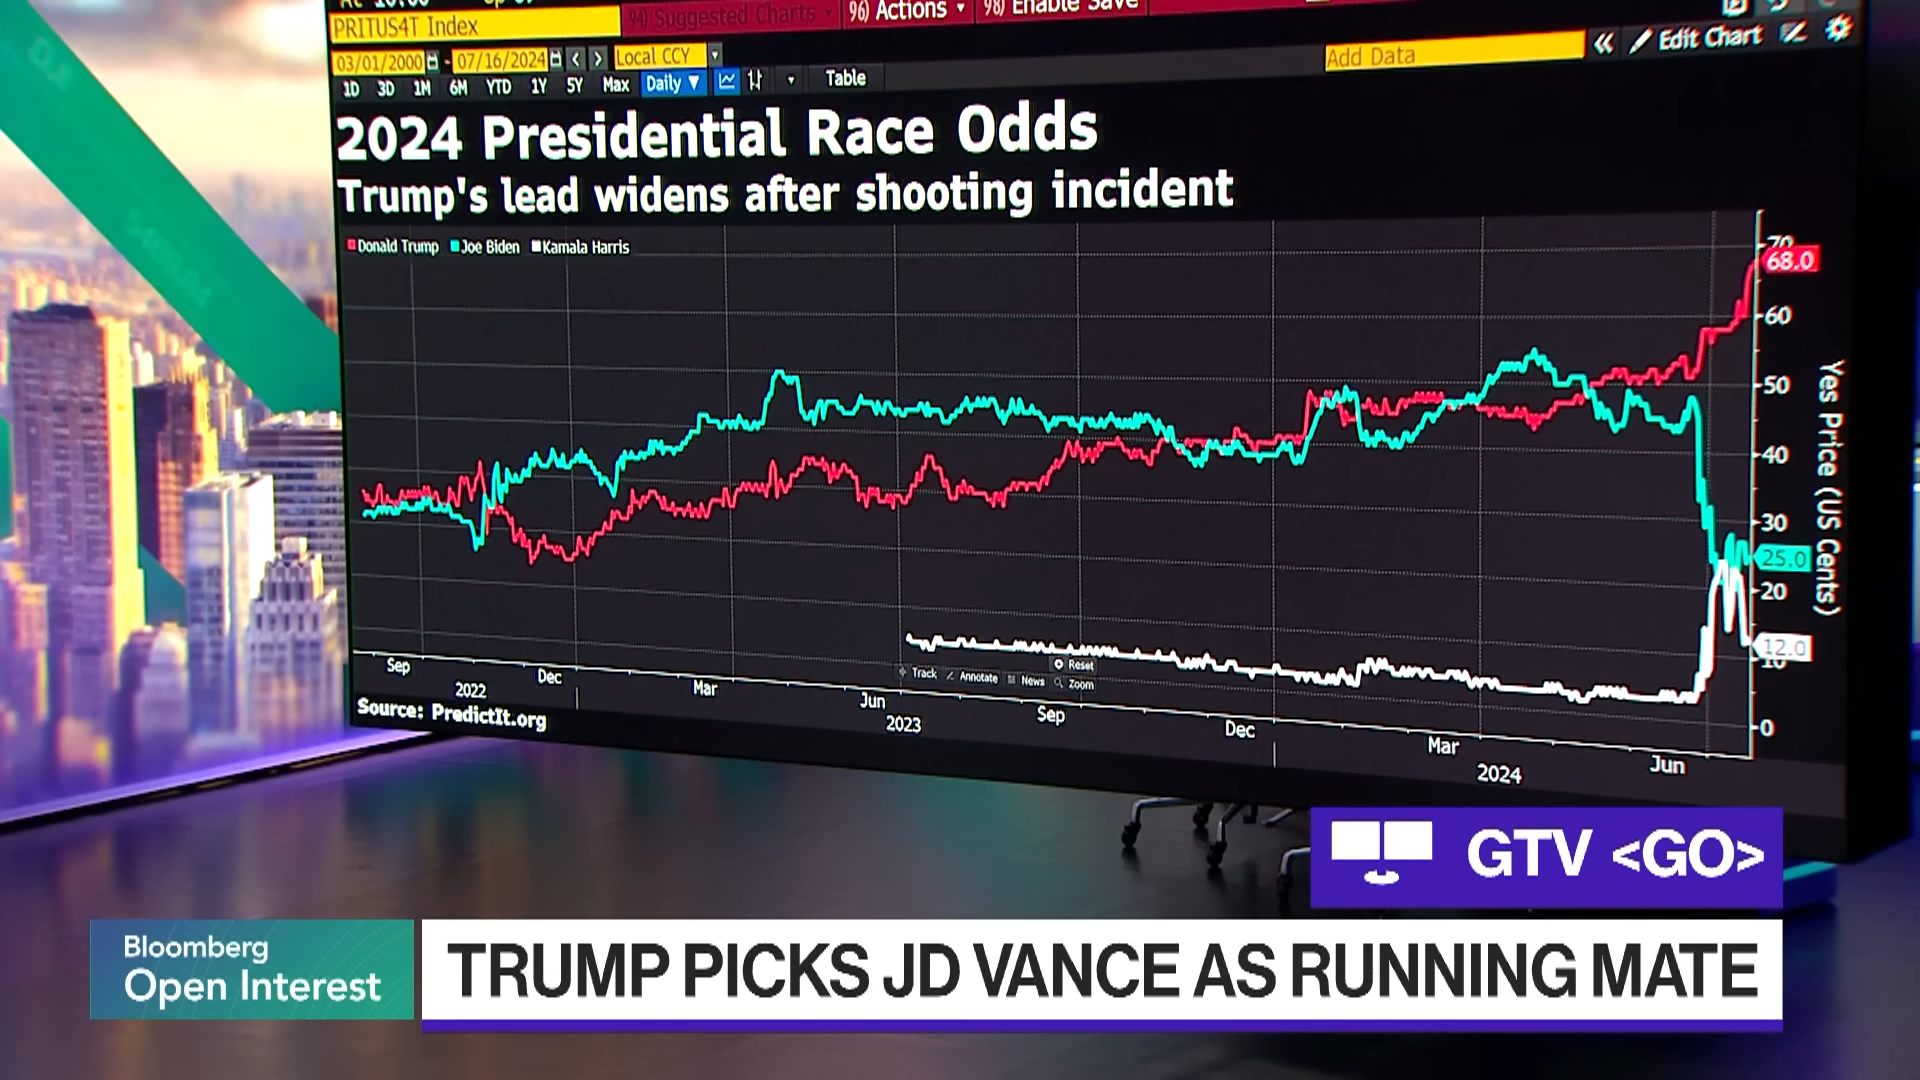 PRITUS4T Index
94) Suggested Charts
96) Actions
98) Enable Save
03/01/2000 - 07/16/2024
Local CCY
Add Data
Edit Chart
1D 3D 1M 6M YTD 1Y 5Y Max Daily Table
2024 Presidential Race Odds
Trump's lead widens after shooting incident
Donald Trump Joe Biden Kamala Harris
70
68.0
60
50
40
30
25.0
20
12.0
10
0
Yes Price (US Cents)
Reset
Track Annotate News Zoom
Sep Dec Mar Jun Sep Dec Mar Jun
2022 2023 2024
Source: PredictIt.org
GTV <GO>
Bloomberg
Open Interest
TRUMP PICKS JD VANCE AS RUNNING MATE